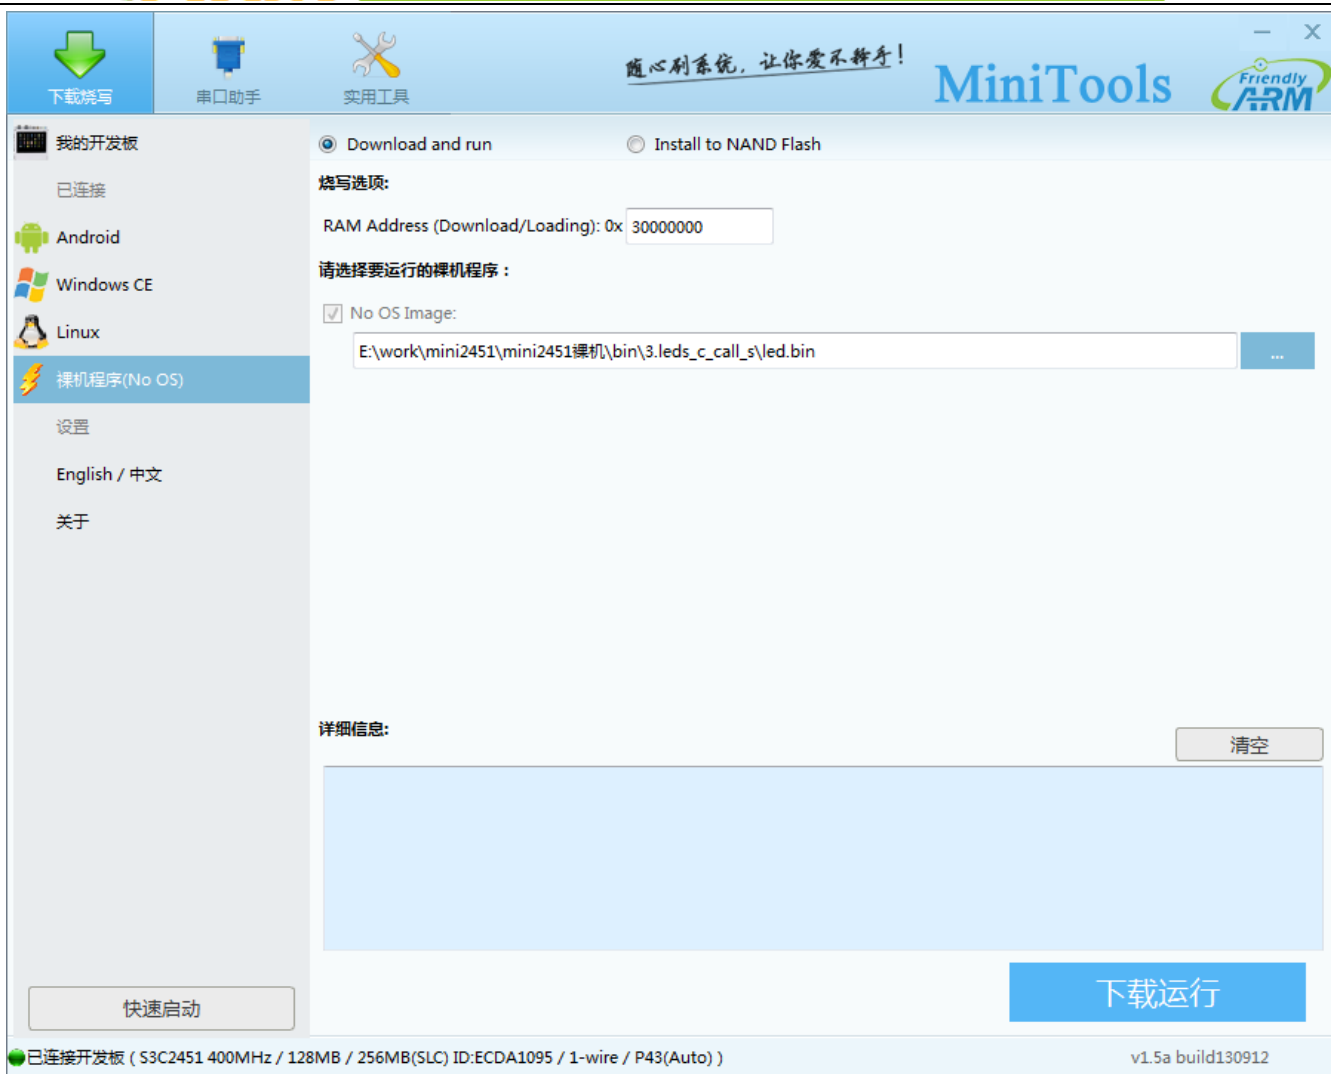 下载烧写
串口助手
实用工具
随心刷系统, 让你爱不释手!
MiniTools
Friendly
ARM
我的开发板
已连接
Android
Windows CE
Linux
裸机程序(No OS)
设置
English / 中文
关于
快速启动
Download and run
Install to NAND Flash
烧写选项:
RAM Address (Download/Loading): 0x 30000000
请选择要运行的裸机程序:
No OS Image:
E:\work\mini2451\mini2451裸机\bin\3.leds_c_call_s\led.bin
...
详细信息:
清空
下载运行
已连接开发板 ( S3C2451 400MHz / 128MB / 256MB(SLC) ID:ECDA1095 / 1-wire / P43(Auto) )
v1.5a build130912